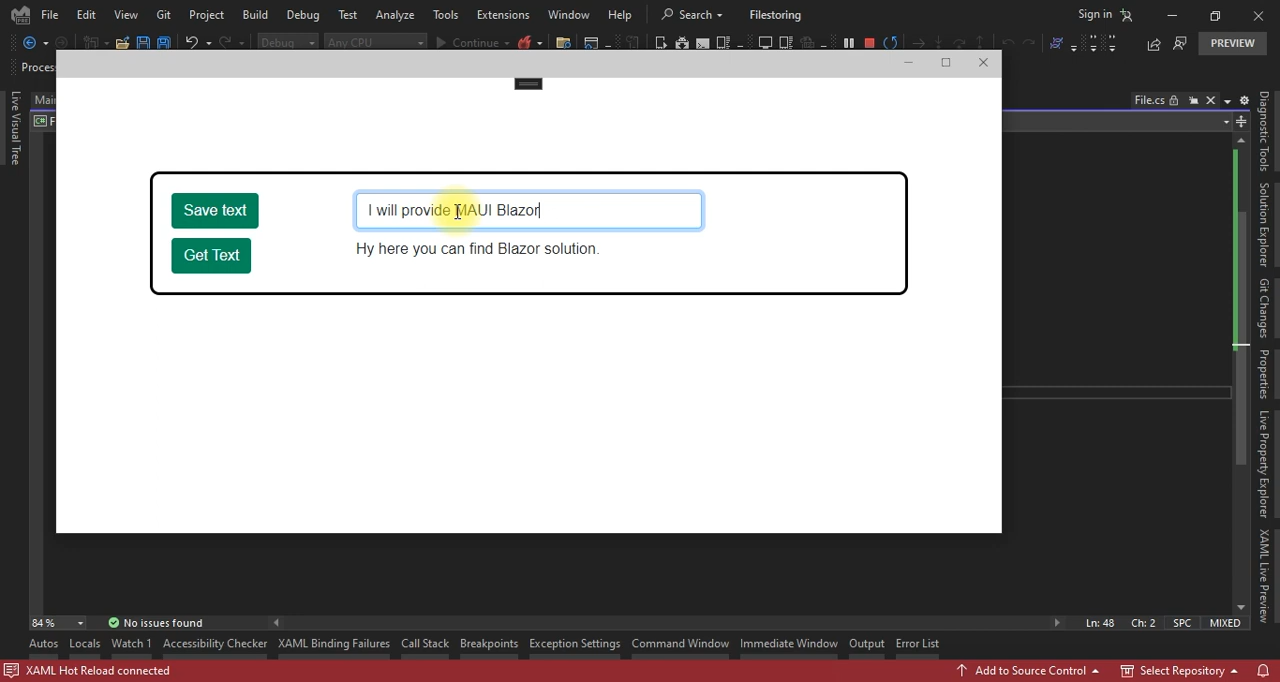 File Edit View Git Project Build Debug Test Analyze Tools Extensions Window Help Search Filestoring Sign in
Debug Any CPU Continue PREVIEW
Proces
Mai File.cs
C# F
Live Visual Tree
Save text I will provide MAUI Blazor
Get Text Hy here you can find Blazor solution.
Diagnostic Tools
Solution Explorer
Git Changes
Properties
Live Property Explorer
XAML Live Preview
84 % No issues found Ln: 48 Ch: 2 SPC MIXED
Autos Locals Watch 1 Accessibility Checker XAML Binding Failures Call Stack Breakpoints Exception Settings Command Window Immediate Window Output Error List
XAML Hot Reload connected Add to Source Control Select Repository